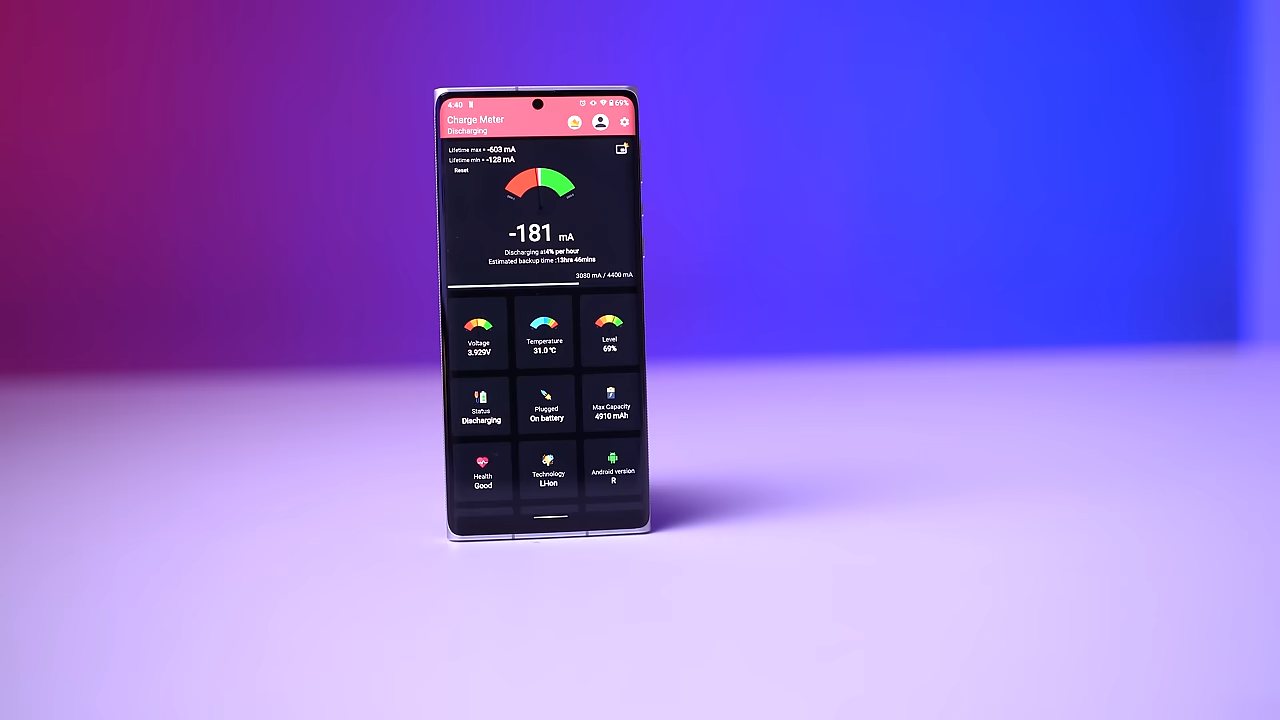 4:40 69%
Charge Meter
Discharging
Lifetime max = -603 mA
Lifetime min = -128 mA
Reset
-181 mA
Discharging at4% per hour
Estimated backup time :13hrs 46mins
3080 mA / 4400 mA
Voltage
3.929V
Temperature
31.0 °C
Level
69%
Status
Discharging
Plugged
On battery
Max Capacity
4910 mAh
Health
Good
Technology
Li-ion
Android version
R